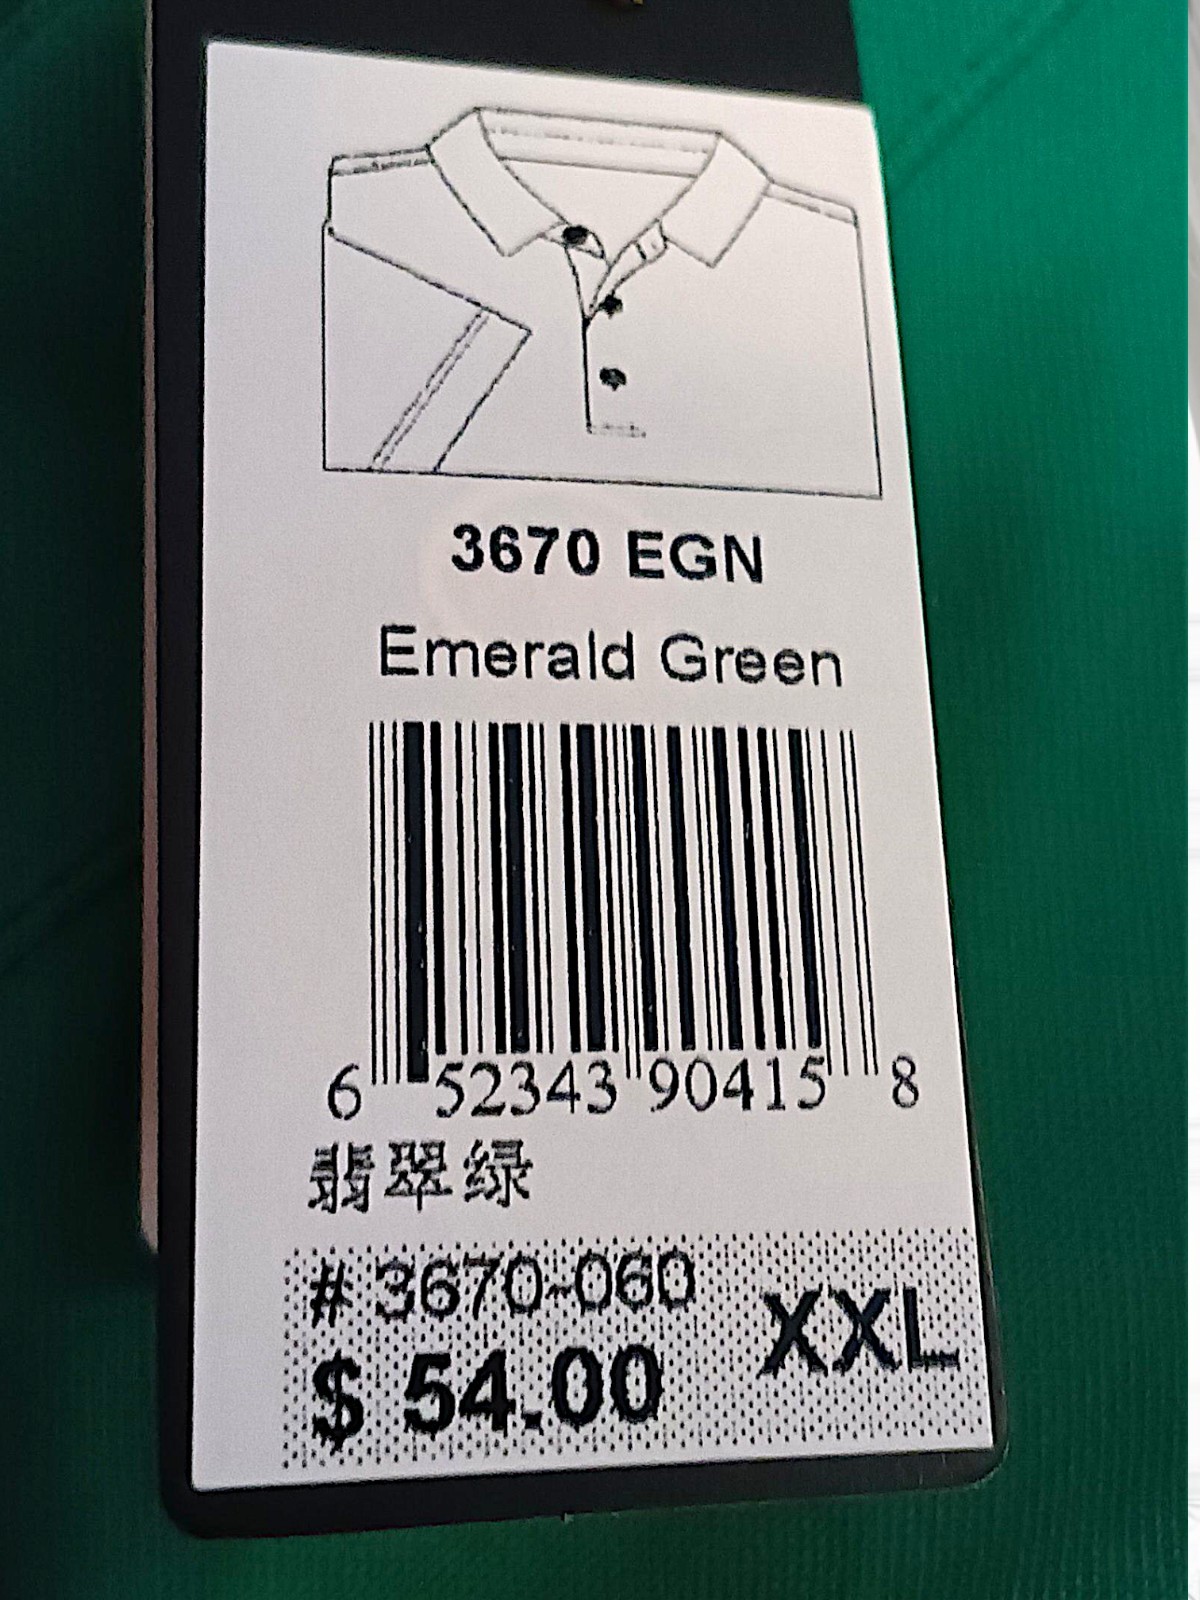 3670 EGN
Emerald Green
6 52343 90415 8
翡翠绿
# 3670-060
XXL
$ 54.00